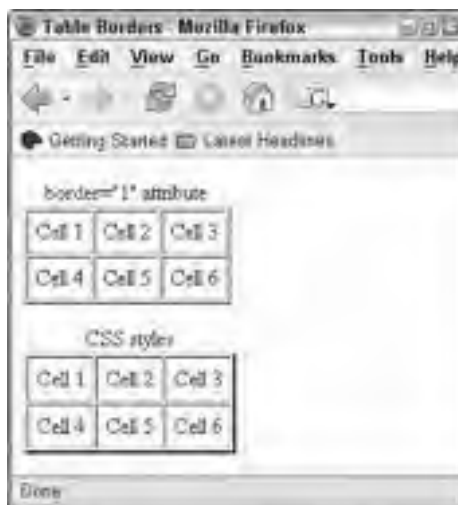 Table Borders - Mozilla Firefox
File Edit View Go Bookmarks Tools Help
Getting Started Latest Headlines
border="1" attribute
Cell 1 Cell 2 Cell 3
Cell 4 Cell 5 Cell 6
CSS styles
Cell 1 Cell 2 Cell 3
Cell 4 Cell 5 Cell 6
Done